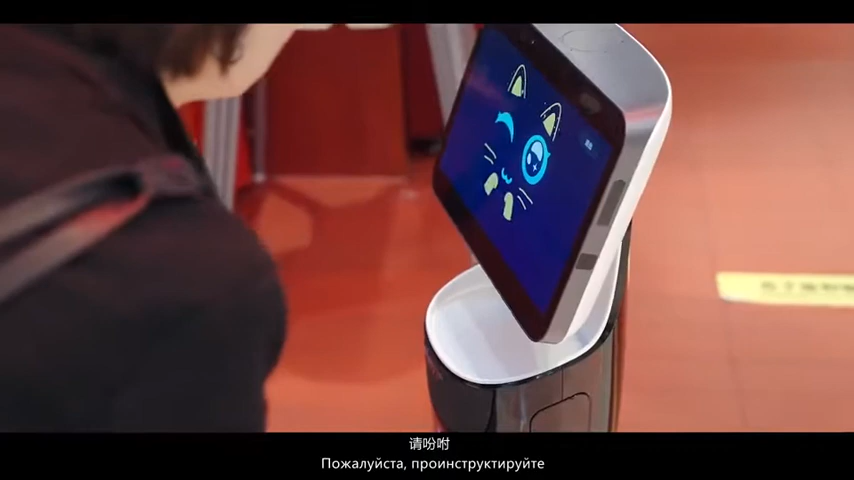 请吩咐
Пожалуйста, проинструктируйте